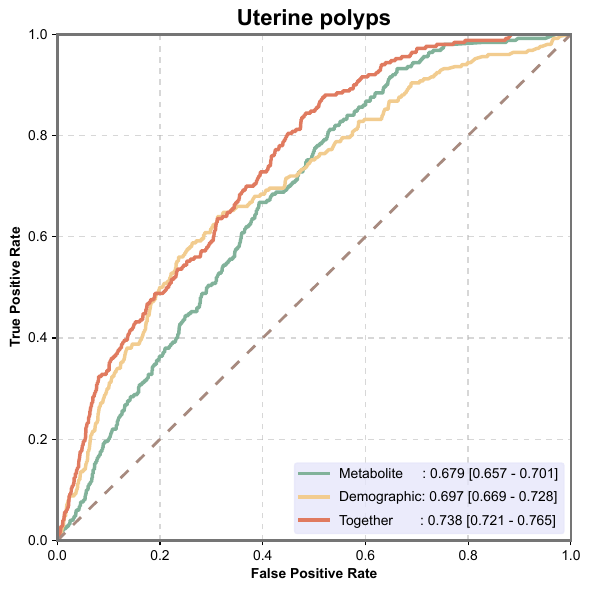 Uterine polyps
1.0
0.8
0.6
0.4
0.2
0.0
True Positive Rate
Metabolite : 0.679 [0.657 - 0.701]
Demographic: 0.697 [0.669 - 0.728]
Together : 0.738 [0.721 - 0.765]
0.0 0.2 0.4 0.6 0.8 1.0
False Positive Rate